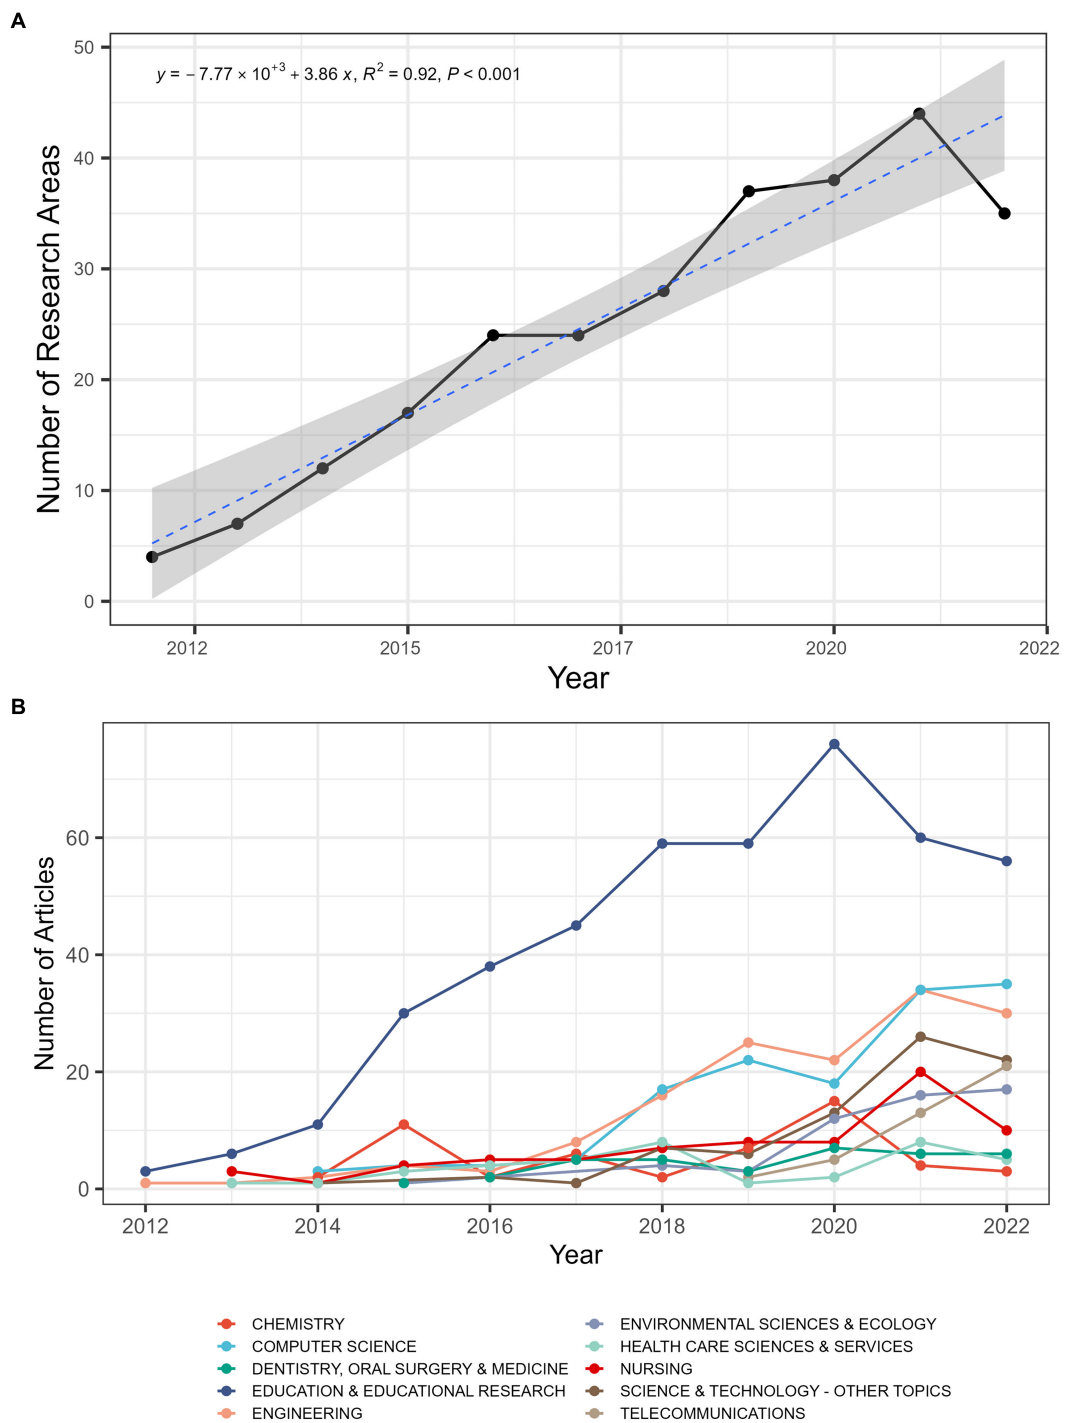 A
y = − 7.77 × 10⁺³ + 3.86 x, R² = 0.92, P < 0.001
50
40
30
20
10
0
Number of Research Areas
2012 2015 2017 2020 2022
Year
B
60
40
20
0
Number of Articles
2012 2014 2016 2018 2020 2022
Year
CHEMISTRY
COMPUTER SCIENCE
DENTISTRY, ORAL SURGERY & MEDICINE
EDUCATION & EDUCATIONAL RESEARCH
ENGINEERING
ENVIRONMENTAL SCIENCES & ECOLOGY
HEALTH CARE SCIENCES & SERVICES
NURSING
SCIENCE & TECHNOLOGY - OTHER TOPICS
TELECOMMUNICATIONS